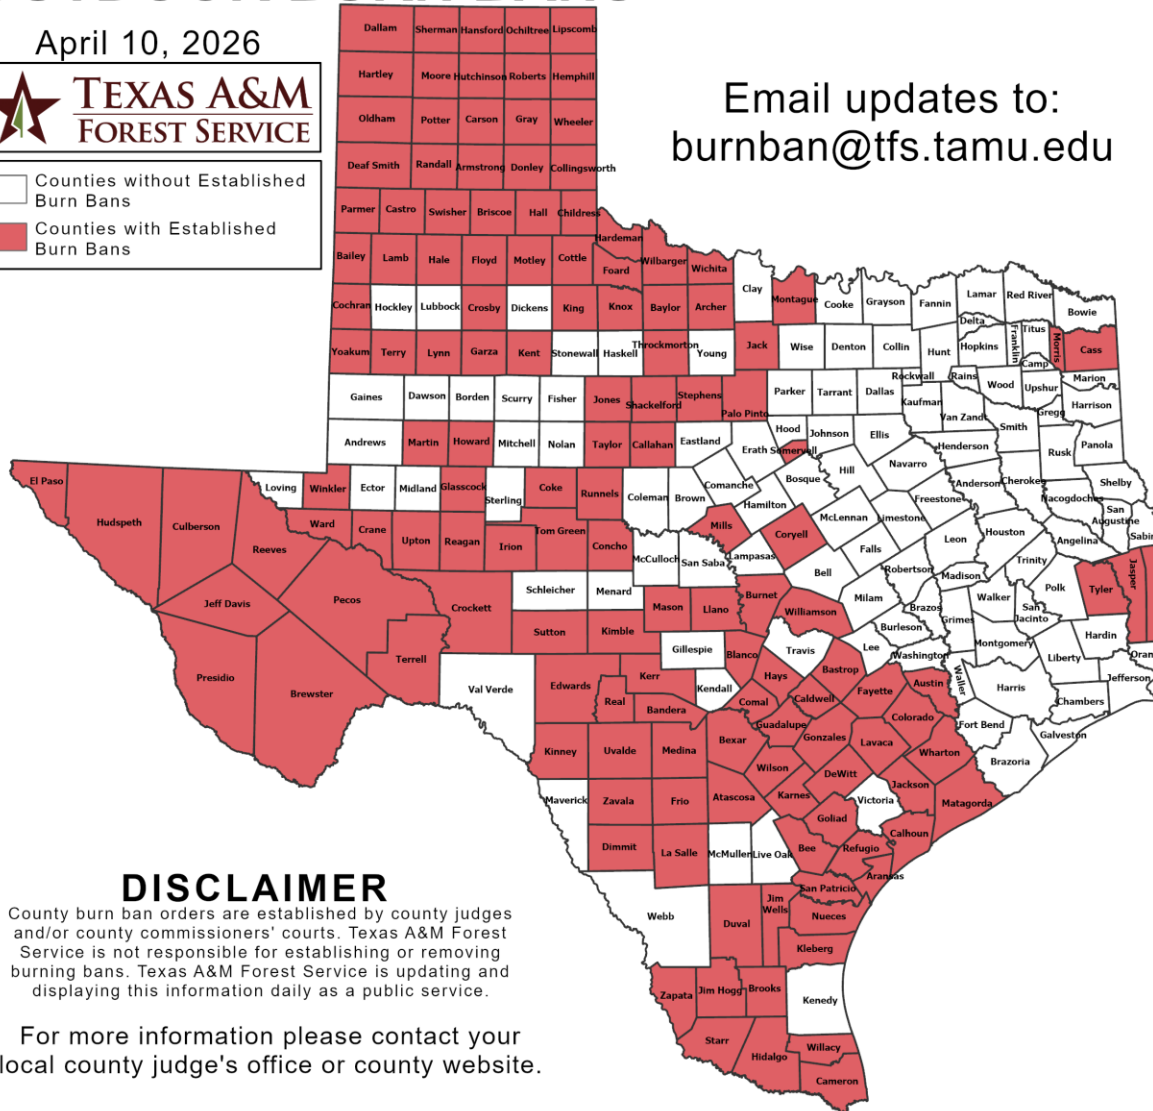 April 10, 2026
TEXAS A&M
FOREST SERVICE
Counties without Established
Burn Bans
Counties with Established
Burn Bans
Email updates to:
burnban@tfs.tamu.edu
Dallam Sherman Hansford Ochiltree Lipscomb
Hartley Moore Hutchinson Roberts Hemphill
Oldham Potter Carson Gray Wheeler
Deaf Smith Randall Armstrong Donley Collingsworth
Parmer Castro Swisher Briscoe Hall Childress
Hardeman
Bailey Lamb Hale Floyd Motley Cottle Foard Wilbarger Wichita
Cochran Hockley Lubbock Crosby Dickens King Knox Baylor Archer Clay Montague Cooke Grayson Fannin Lamar Red River Bowie
Delta Franklin Titus Morris
Yoakum Terry Lynn Garza Kent Stonewall Haskell Throckmorton Young Jack Wise Denton Collin Hunt Hopkins Camp Cass
Rockwall Rains Wood Upshur Marion
Gaines Dawson Borden Scurry Fisher Jones Shackelford Stephens Palo Pinto Parker Tarrant Dallas Kaufman Van Zandt Smith Gregg Harrison
Andrews Martin Howard Mitchell Nolan Taylor Callahan Eastland Erath Hood Somervell Johnson Ellis Henderson Rusk Panola
El Paso Hudspeth Culberson Reeves Loving Winkler Ector Midland Glasscock Sterling Coke Runnels Coleman Brown Comanche Hamilton Bosque Hill Navarro Freestone Anderson Cherokee Nacogdoches Shelby
San
Augustine
Ward Crane Upton Reagan Irion Tom Green Concho McCulloch San Saba Mills Lampasas Coryell McLennan Limestone Falls Leon Houston Angelina Trinity
Jeff Davis Pecos Crockett Schleicher Menard Mason Llano Burnet Bell Williamson Milam Robertson Brazos Madison Grimes Walker
San
Jacinto
Polk Tyler Jasper
Presidio Brewster Terrell Val Verde Sutton Kimble Gillespie Blanco Travis Lee Burleson Washington Montgomery Liberty Hardin
Edwards Real Kerr Bandera Kendall Comal Hays Caldwell Bastrop Fayette Austin Waller Harris Chambers Jefferson
Kinney Uvalde Medina Bexar Guadalupe Gonzales Lavaca Colorado Wharton Fort Bend Brazoria Galveston
Maverick Zavala Frio Atascosa Wilson Karnes DeWitt Victoria Jackson Matagorda
Dimmit La Salle Live Oak Bee Goliad Refugio Calhoun Aransas
San Patricio
Webb Duval
Jim
Wells
Nueces
Kleberg
Zapata Jim Hogg Brooks Kenedy
Starr Hidalgo Willacy
Cameron
DISCLAIMER
County burn ban orders are established by county judges
and/or county commissioners' courts. Texas A&M Forest
Service is not responsible for establishing or removing
burning bans. Texas A&M Forest Service is updating and
displaying this information daily as a public service.
For more information please contact your
local county judge's office or county website.